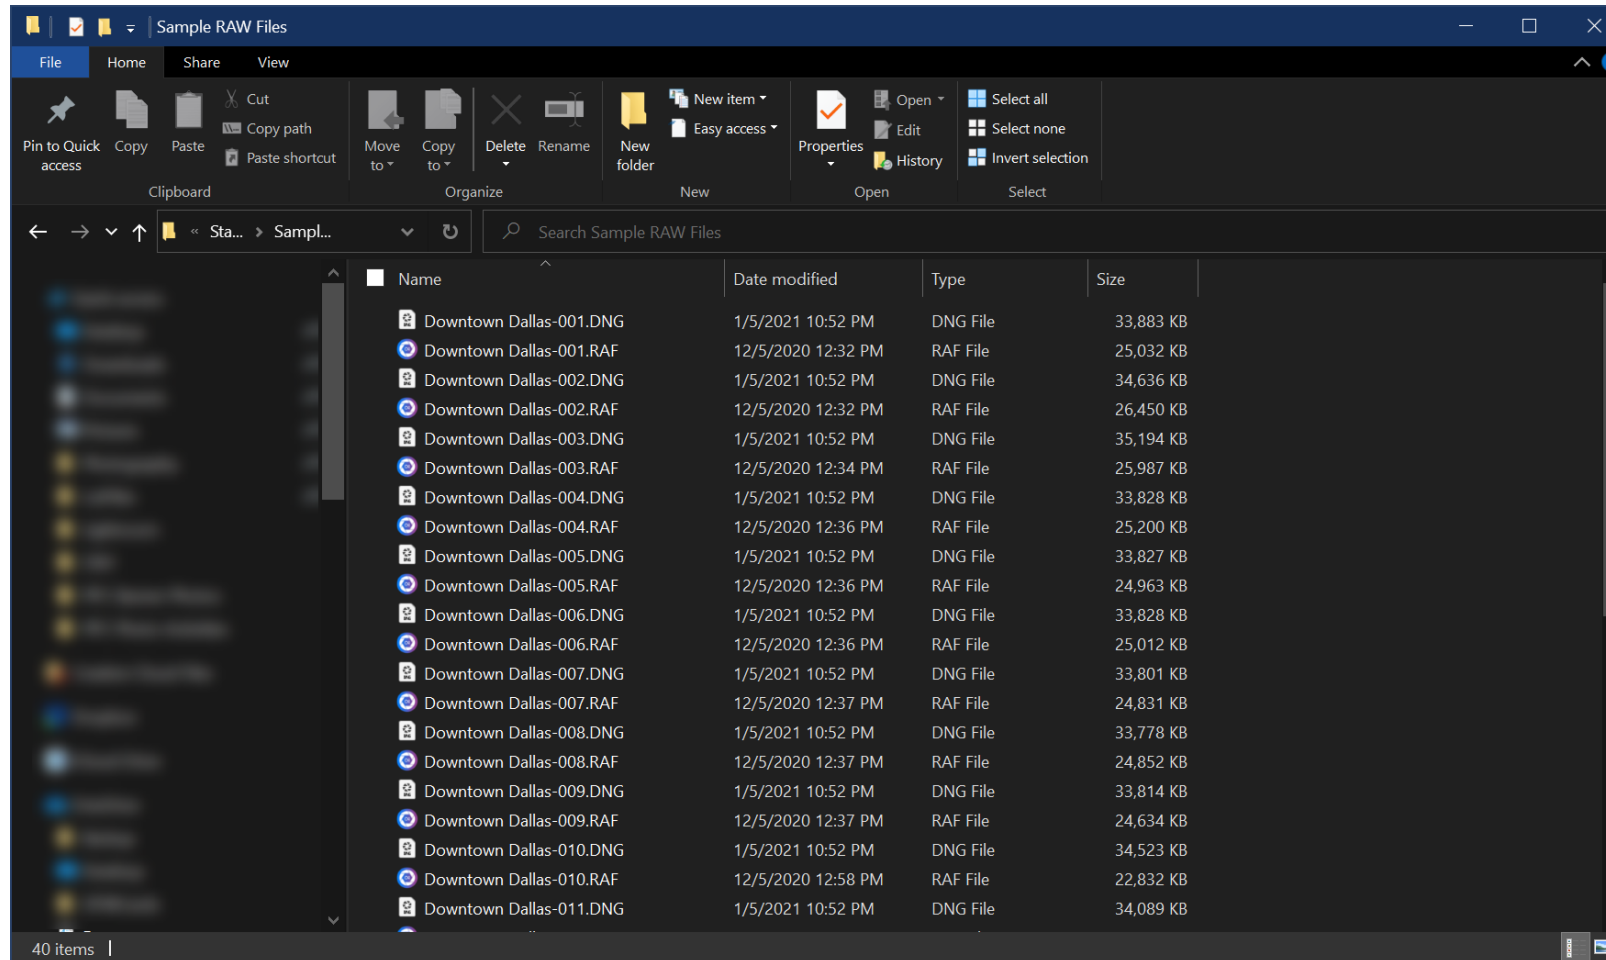 Sample RAW Files
File Home Share View
Pin to Quick access
Copy
Paste
Cut
Copy path
Paste shortcut
Clipboard
Move to
Copy to
Delete
Rename
Organize
New folder
New item
Easy access
New
Properties
Open
Edit
History
Open
Select all
Select none
Invert selection
Select
« Sta... > Sampl...
Search Sample RAW Files
Name Date modified Type Size
Downtown Dallas-001.DNG 1/5/2021 10:52 PM DNG File 33,883 KB
Downtown Dallas-001.RAF 12/5/2020 12:32 PM RAF File 25,032 KB
Downtown Dallas-002.DNG 1/5/2021 10:52 PM DNG File 34,636 KB
Downtown Dallas-002.RAF 12/5/2020 12:32 PM RAF File 26,450 KB
Downtown Dallas-003.DNG 1/5/2021 10:52 PM DNG File 35,194 KB
Downtown Dallas-003.RAF 12/5/2020 12:34 PM RAF File 25,987 KB
Downtown Dallas-004.DNG 1/5/2021 10:52 PM DNG File 33,828 KB
Downtown Dallas-004.RAF 12/5/2020 12:36 PM RAF File 25,200 KB
Downtown Dallas-005.DNG 1/5/2021 10:52 PM DNG File 33,827 KB
Downtown Dallas-005.RAF 12/5/2020 12:36 PM RAF File 24,963 KB
Downtown Dallas-006.DNG 1/5/2021 10:52 PM DNG File 33,828 KB
Downtown Dallas-006.RAF 12/5/2020 12:36 PM RAF File 25,012 KB
Downtown Dallas-007.DNG 1/5/2021 10:52 PM DNG File 33,801 KB
Downtown Dallas-007.RAF 12/5/2020 12:37 PM RAF File 24,831 KB
Downtown Dallas-008.DNG 1/5/2021 10:52 PM DNG File 33,778 KB
Downtown Dallas-008.RAF 12/5/2020 12:37 PM RAF File 24,852 KB
Downtown Dallas-009.DNG 1/5/2021 10:52 PM DNG File 33,814 KB
Downtown Dallas-009.RAF 12/5/2020 12:37 PM RAF File 24,634 KB
Downtown Dallas-010.DNG 1/5/2021 10:52 PM DNG File 34,523 KB
Downtown Dallas-010.RAF 12/5/2020 12:58 PM RAF File 22,832 KB
Downtown Dallas-011.DNG 1/5/2021 10:52 PM DNG File 34,089 KB
40 items